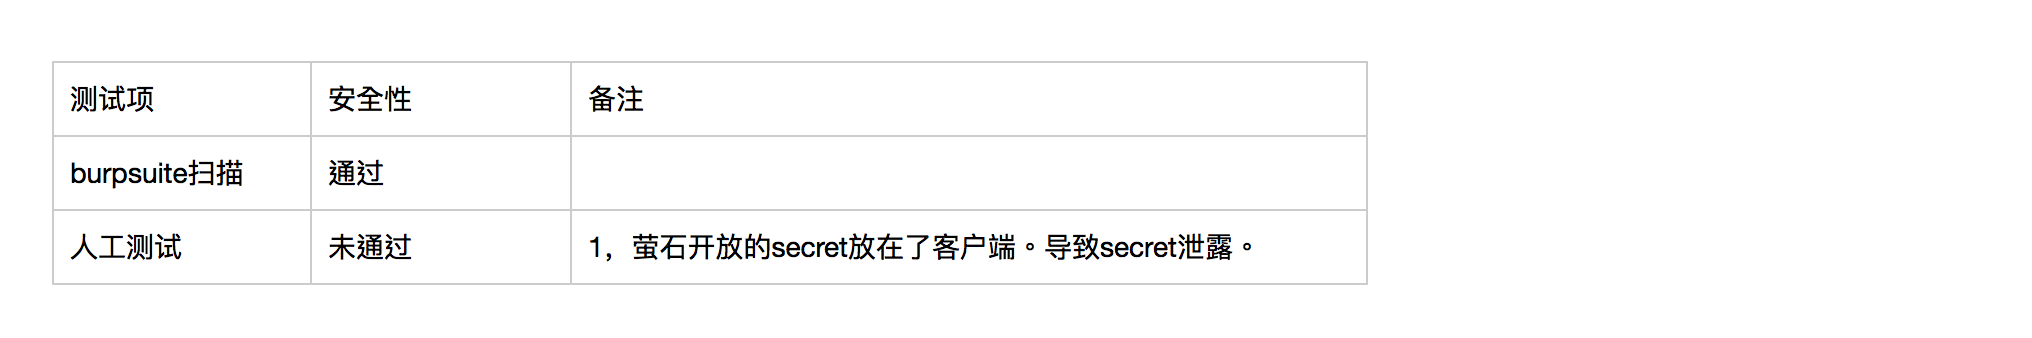 测试项 安全性 备注
burpsuite扫描 通过
人工测试 未通过 1，萤石开放的secret放在了客户端。导致secret泄露。